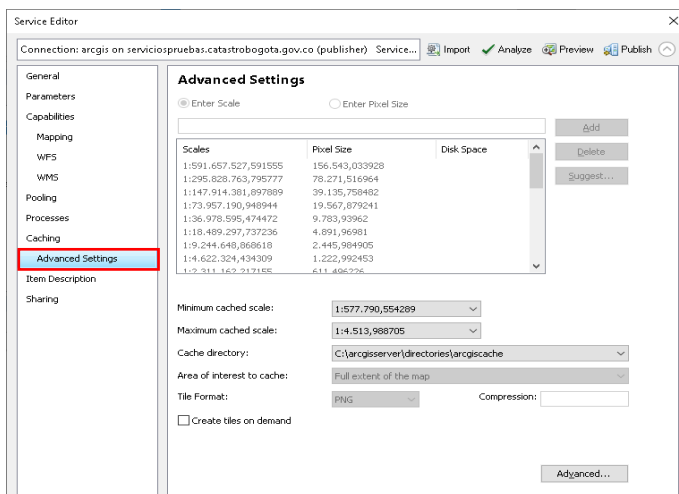 Service Editor
Connection: arcgis on serviciospruebas.catastrobogota.gov.co (publisher) Service... Import Analyze Preview Publish
General
Parameters
Capabilities
Mapping
WFS
WMS
Pooling
Processes
Caching
Advanced Settings
Item Description
Sharing
Advanced Settings
Enter Scale Enter Pixel Size
Add
Delete
Suggest...
Scales Pixel Size Disk Space
1:591.657.527,591555 156.543,033928
1:295.828.763,795777 78.271,516964
1:147.914.381,897889 39.135,758482
1:73.957.190,948944 19.567,879241
1:36.978.595,474472 9.783,93962
1:18.489.297,737236 4.891,96981
1:9.244.648,868618 2.445,984905
1:4.622.324,434309 1.222,992453
1:2.311.162,217155 611,496226
Minimum cached scale: 1:577.790,554289
Maximum cached scale: 1:4.513,988705
Cache directory: C:\arcgisserver\directories\arcgiscache
Area of interest to cache: Full extent of the map
Tile Format: PNG Compression:
Create tiles on demand
Advanced...